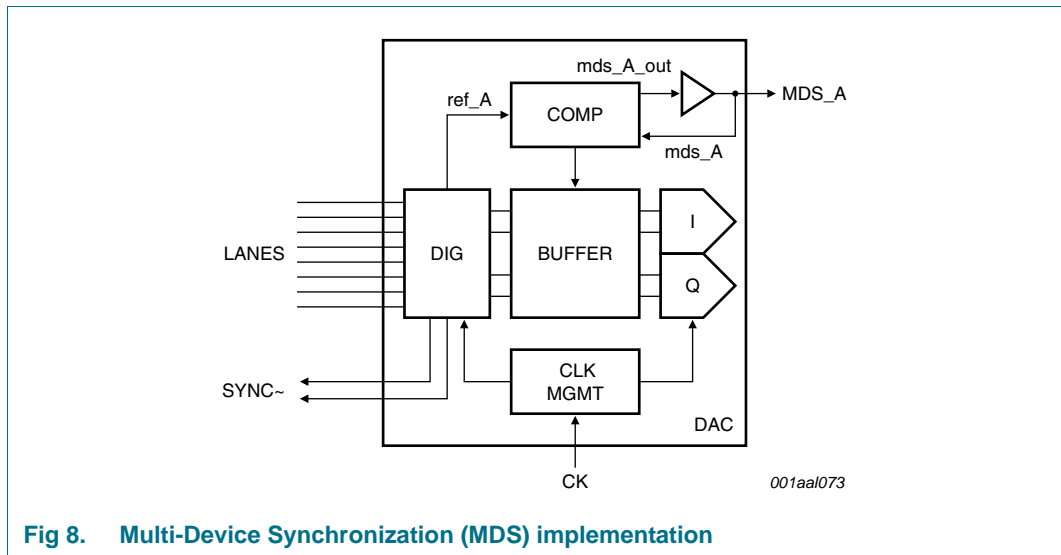 mds_A_out
MDS_A
ref_A
COMP
mds_A
LANES
DIG
BUFFER
I
Q
CLK
MGMT
SYNC~
DAC
CK
001aal073
Fig 8. Multi-Device Synchronization (MDS) implementation